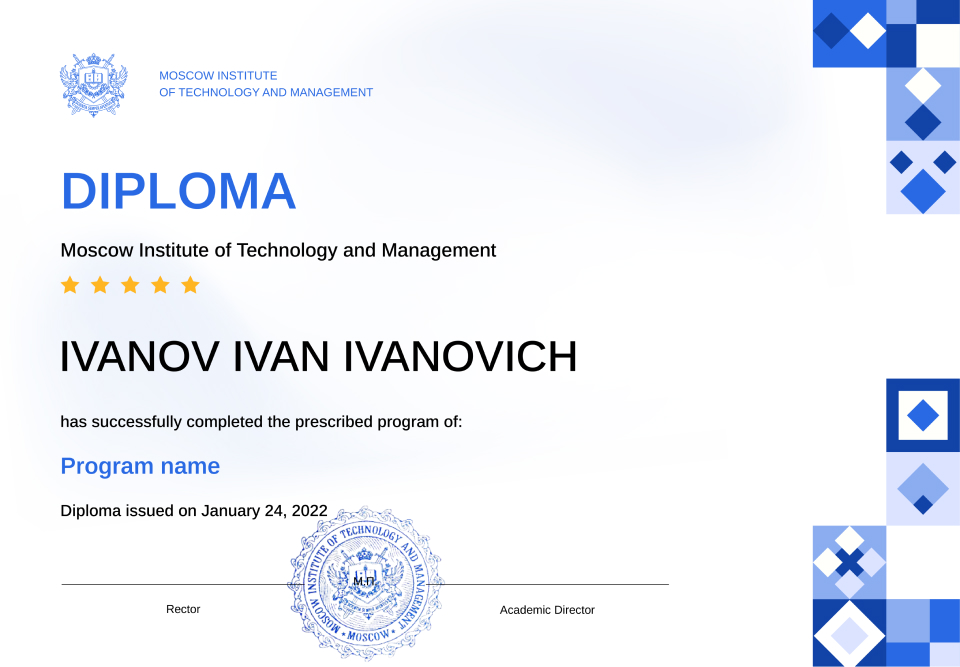 MOSCOW INSTITUTE
OF TECHNOLOGY AND MANAGEMENT
DIPLOMA
Moscow Institute of Technology and Management
IVANOV IVAN IVANOVICH
has successfully completed the prescribed program of:
Program name
Diploma issued on January 24, 2022
MOSCOW INSTITUTE OF TECHNOLOGY AND MANAGEMENT
М.П.
• MOSCOW •
Rector
Academic Director